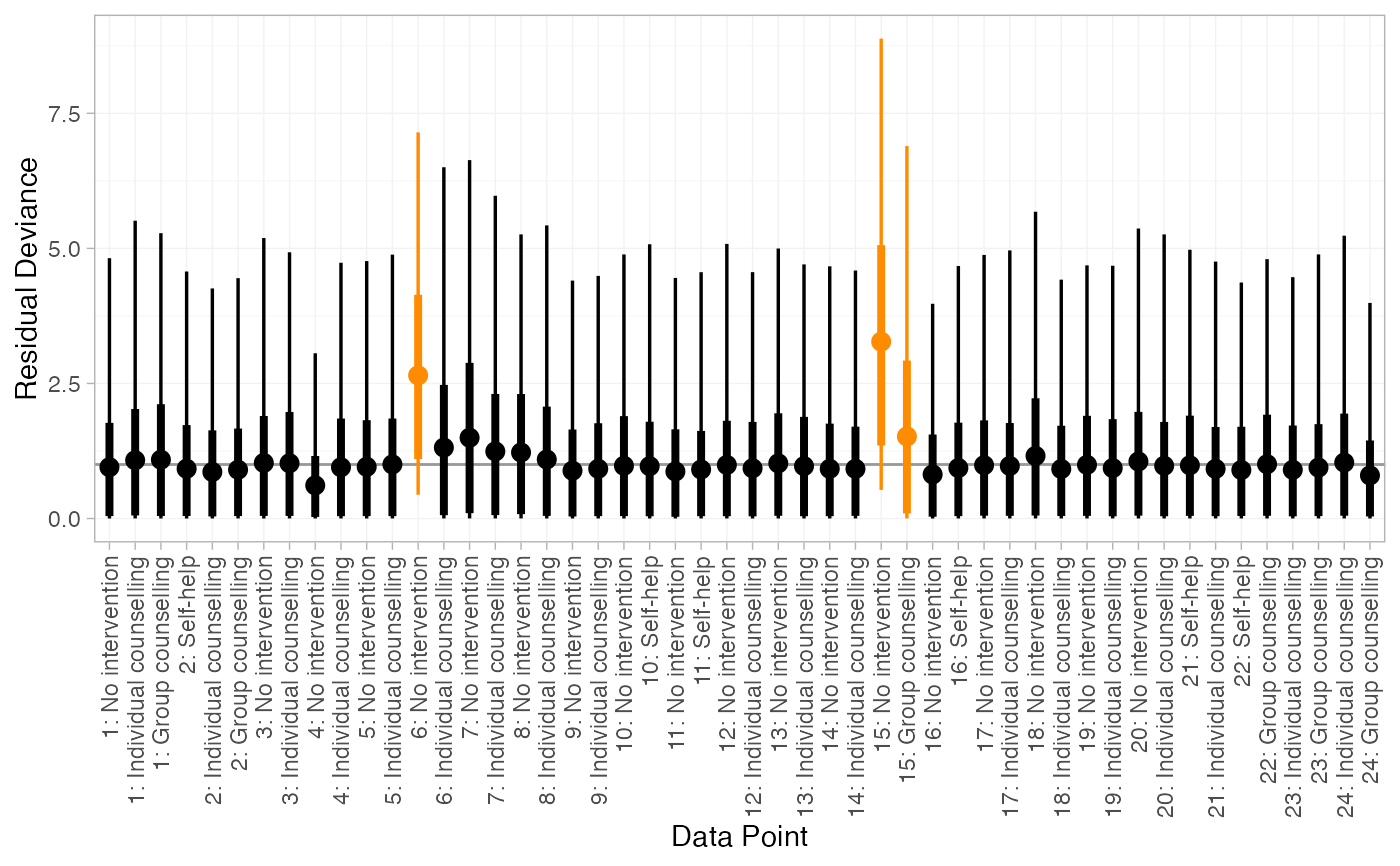 Residual Deviance
7.5
5.0
2.5
0.0
1: No intervention
1: Individual counselling
1: Group counselling
2: Self-help
2: Individual counselling
2: Group counselling
3: No intervention
3: Individual counselling
4: No intervention
4: Individual counselling
5: No intervention
5: Individual counselling
6: No intervention
6: Individual counselling
7: No intervention
7: Individual counselling
8: No intervention
8: Individual counselling
9: No intervention
9: Individual counselling
10: No intervention
10: Self-help
11: No intervention
11: Self-help
12: No intervention
12: Individual counselling
13: No intervention
13: Individual counselling
14: No intervention
14: Individual counselling
15: No intervention
15: Group counselling
16: No intervention
16: Self-help
17: No intervention
17: Individual counselling
18: No intervention
18: Individual counselling
19: No intervention
19: Individual counselling
20: No intervention
20: Individual counselling
21: Self-help
21: Individual counselling
22: Self-help
22: Group counselling
23: Individual counselling
23: Group counselling
24: Individual counselling
24: Group counselling
Data Point